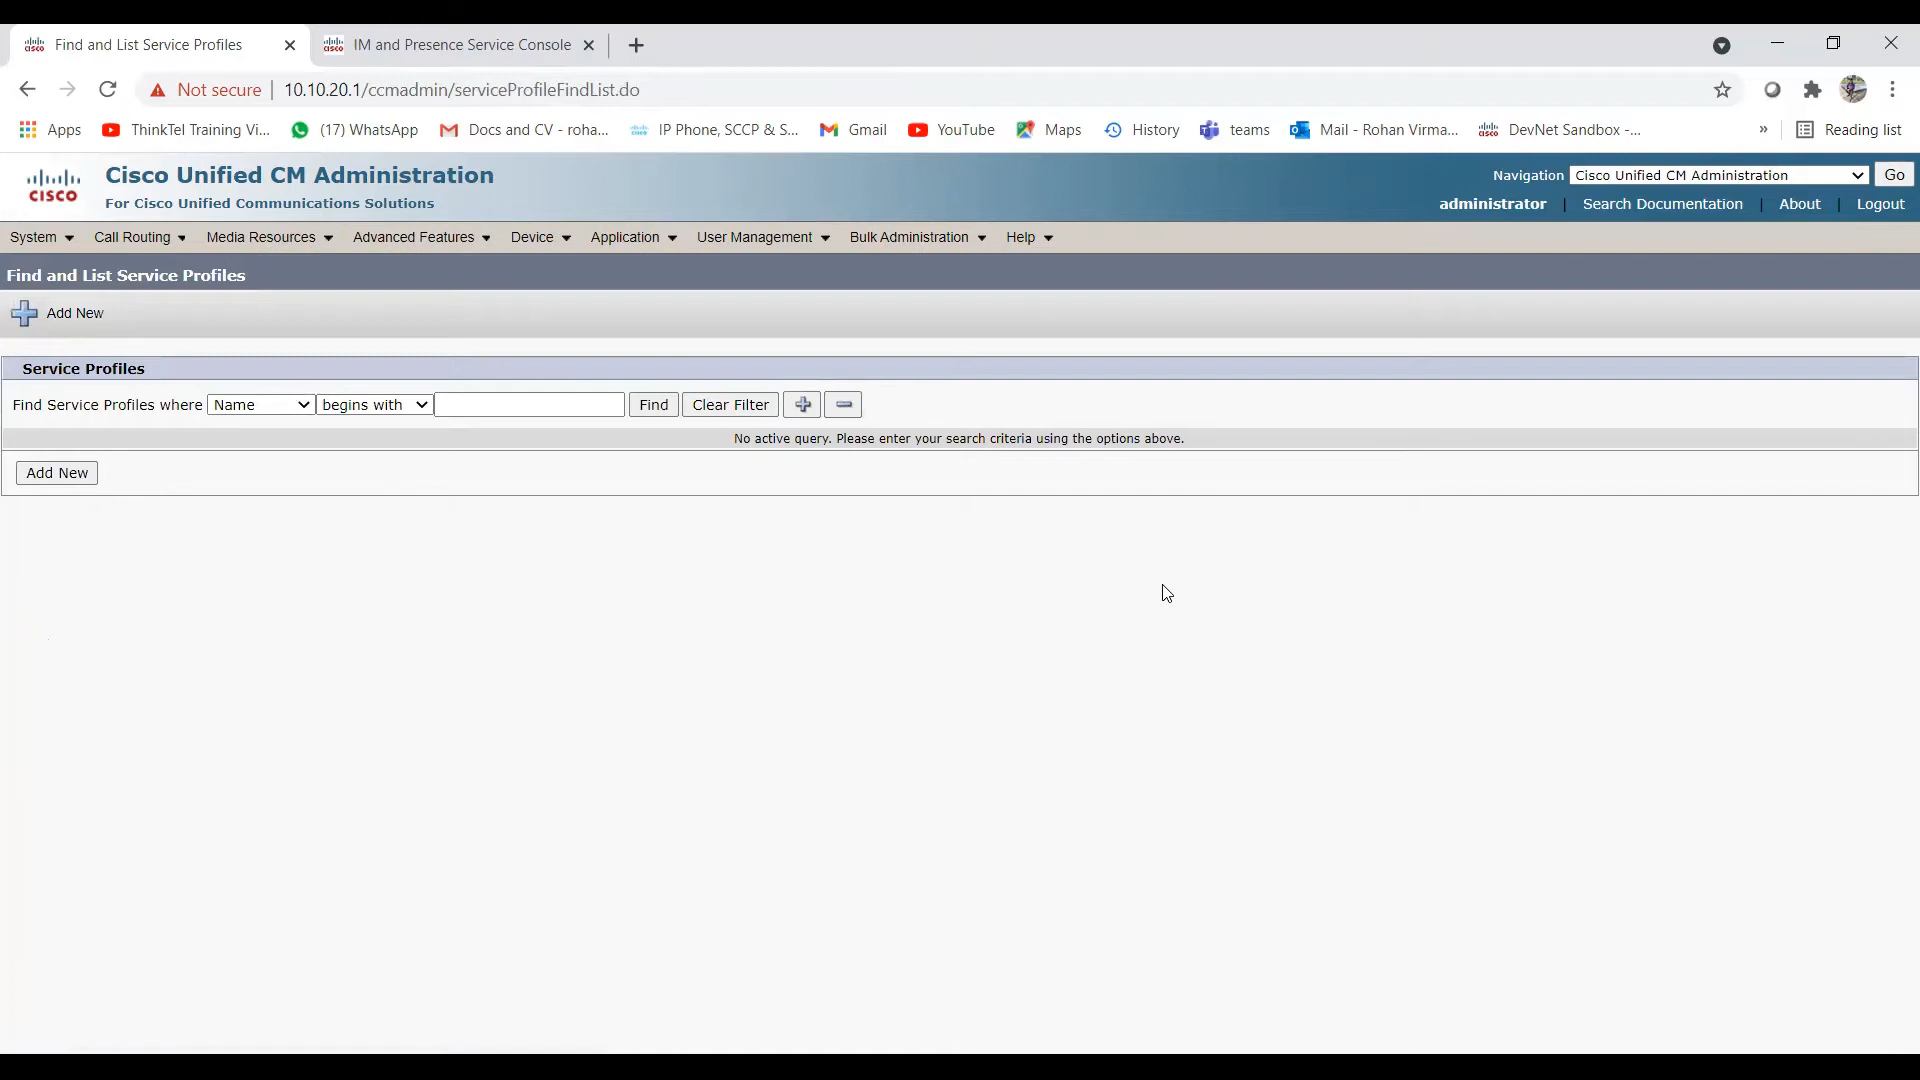 Find and List Service Profiles
IM and Presence Service Console
Not secure 10.10.20.1/ccmadmin/serviceProfileFindList.do
Apps ThinkTel Training Vi... (17) WhatsApp Docs and CV - roha... IP Phone, SCCP & S... Gmail YouTube Maps History teams Mail - Rohan Virma... DevNet Sandbox -... » Reading list
CISCO
Cisco Unified CM Administration
For Cisco Unified Communications Solutions
Navigation Cisco Unified CM Administration Go
administrator | Search Documentation | About | Logout
System Call Routing Media Resources Advanced Features Device Application User Management Bulk Administration Help
Find and List Service Profiles
Add New
Service Profiles
Find Service Profiles where Name begins with Find Clear Filter
No active query. Please enter your search criteria using the options above.
Add New